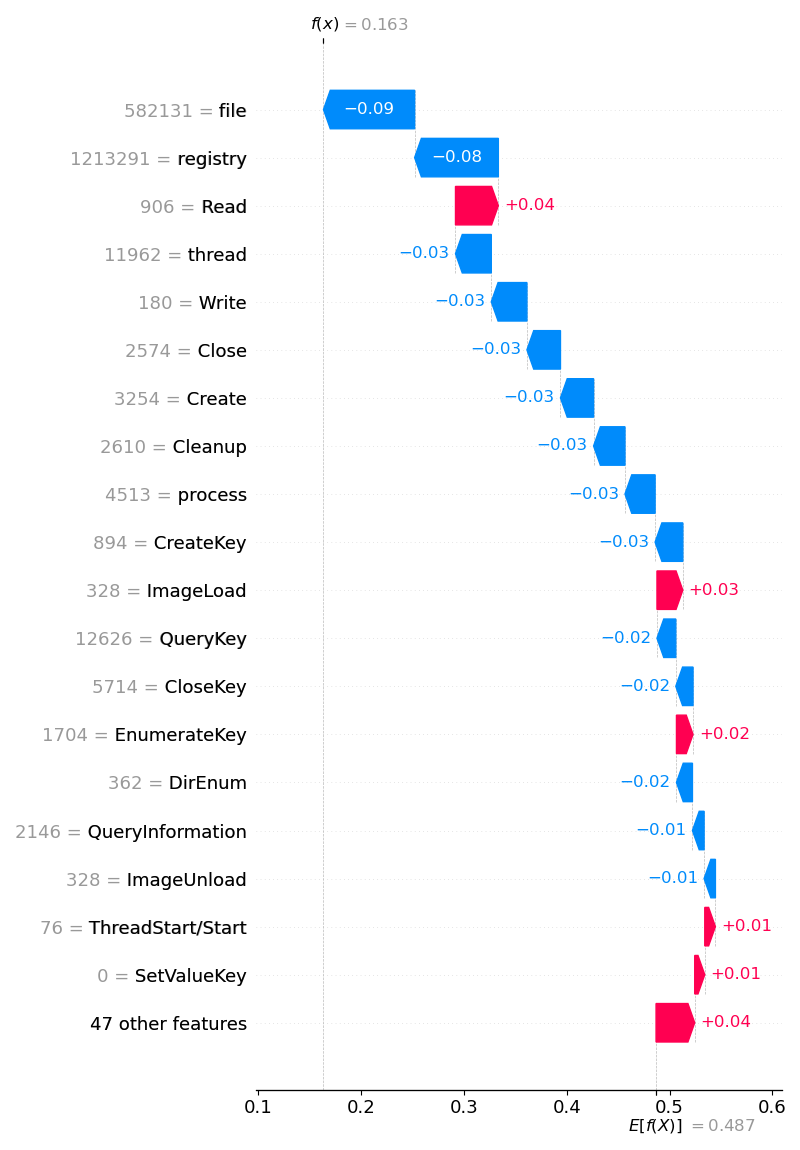 f(x) = 0.163
582131 = file −0.09
1213291 = registry −0.08
906 = Read +0.04
11962 = thread −0.03
180 = Write −0.03
2574 = Close −0.03
3254 = Create −0.03
2610 = Cleanup −0.03
4513 = process −0.03
894 = CreateKey −0.03
328 = ImageLoad +0.03
12626 = QueryKey −0.02
5714 = CloseKey −0.02
1704 = EnumerateKey +0.02
362 = DirEnum −0.02
2146 = QueryInformation −0.01
328 = ImageUnload −0.01
76 = ThreadStart/Start +0.01
0 = SetValueKey +0.01
47 other features +0.04
0.1 0.2 0.3 0.4 0.5 0.6
E[f(X)] = 0.487